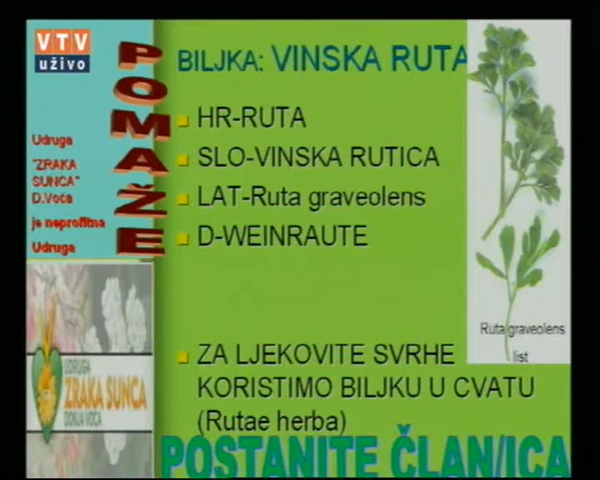 VTV
uživo
POMAŽE
Udruga
"ZRAKA
SUNCA"
D.Voća
je neprofitna
Udruga
BILJKA: VINSKA RUTA
HR-RUTA
SLO-VINSKA RUTICA
LAT-Ruta graveolens
D-WEINRAUTE
Ruta graveolens
list
ZA LJEKOVITE SVRHE
KORISTIMO BILJKU U CVATU
(Rutae herba)
UDRUGA
ZRAKA SUNCA
DONJA VOĆA
POSTANITE ČLAN/ICA